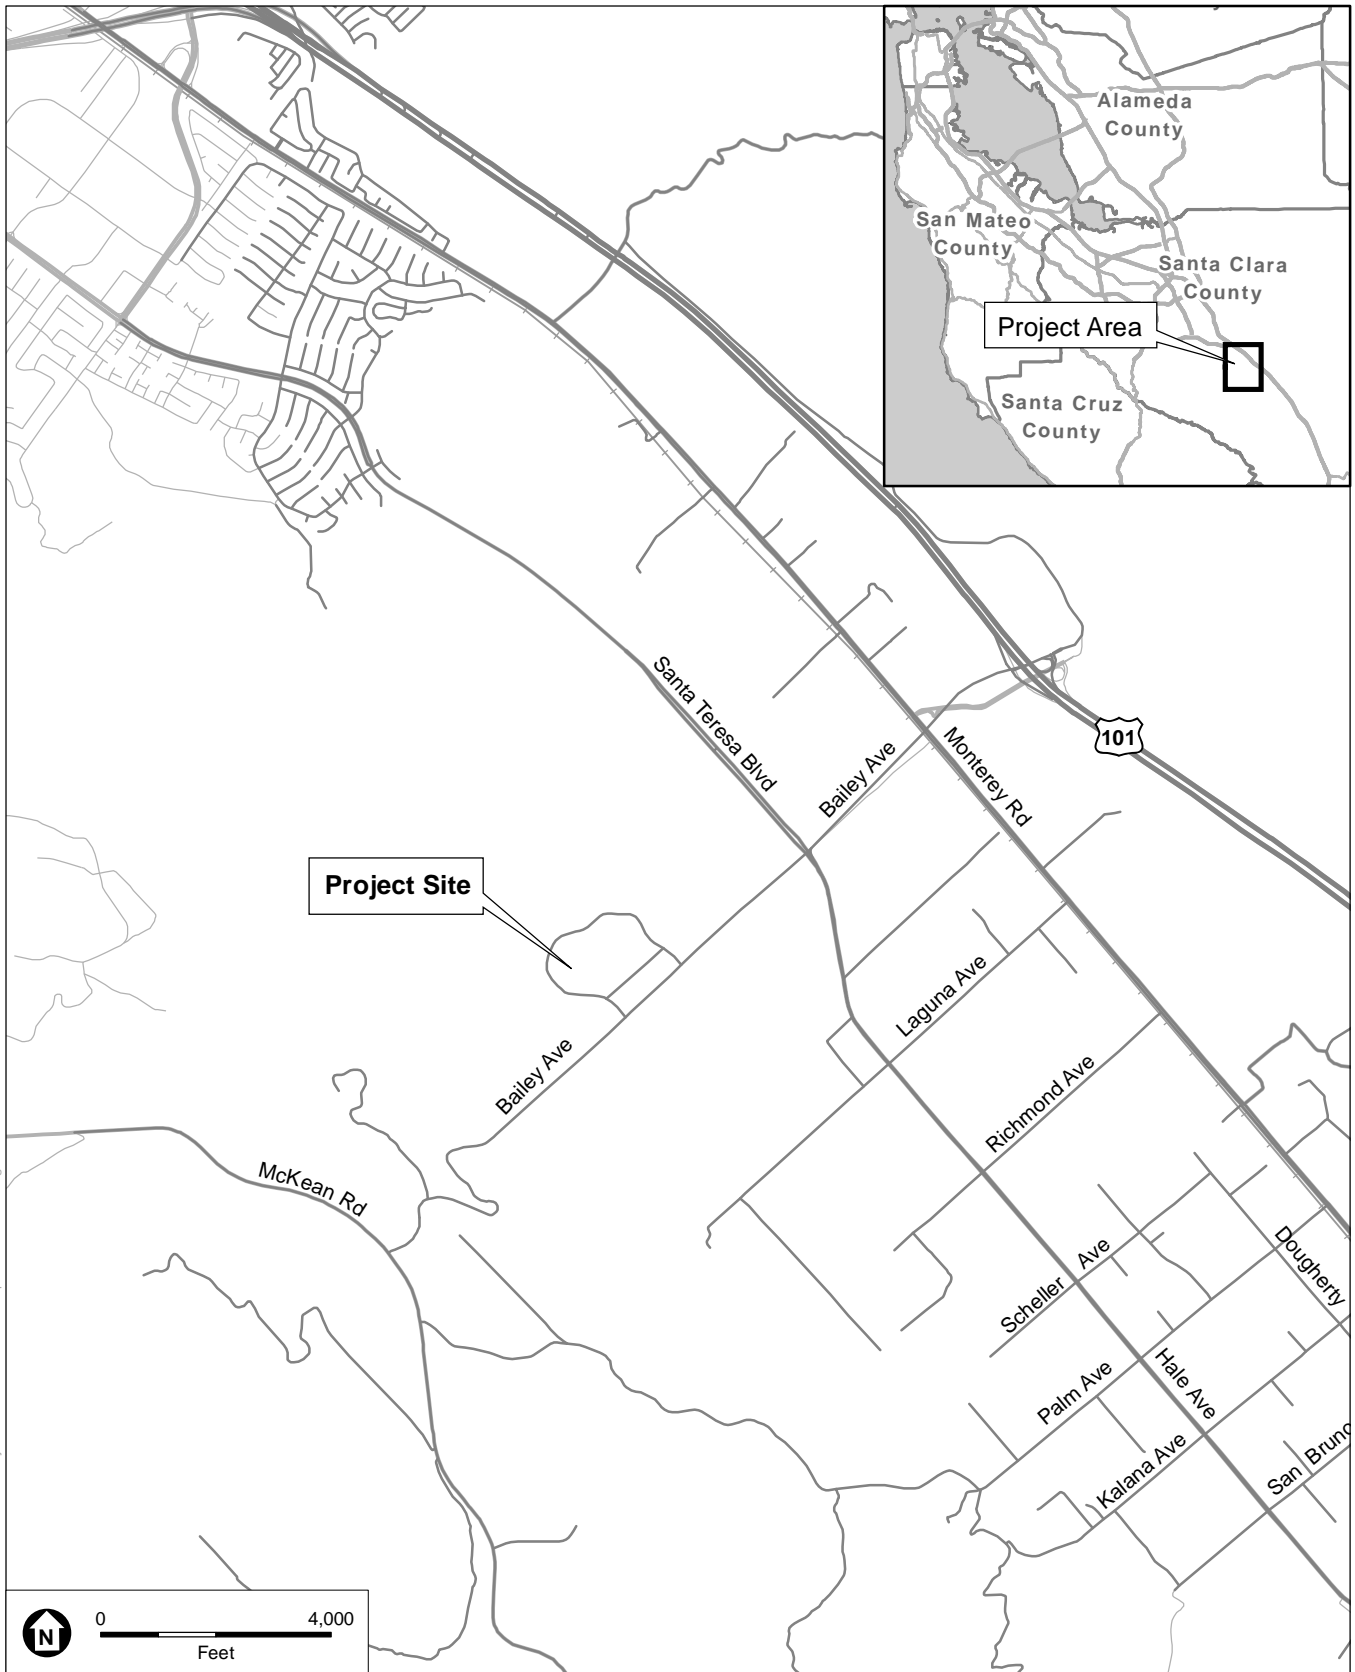 Alameda
County
San Mateo
County
Santa Clara
County
Project Area
Santa Cruz
County
Santa Teresa Blvd
Bailey Ave
Monterey Rd
101
Project Site
Laguna Ave
Bailey Ave
Richmond Ave
McKean Rd
Scheller Ave
Dougherty
Palm Ave
Hale Ave
Kalana Ave
San Bruno
N
0 4,000
Feet